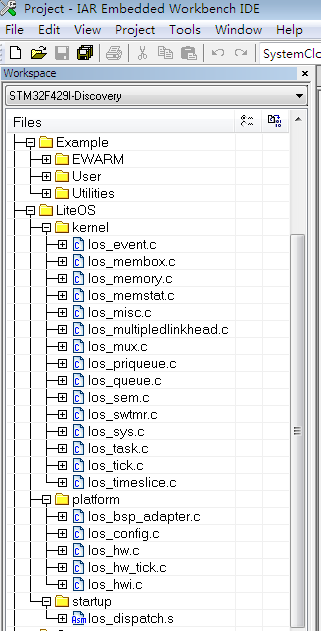 Project - IAR Embedded Workbench IDE
File Edit View Project Tools Window Help
SystemClo
Workspace
STM32F429I-Discovery
Files
Example
EWARM
User
Utilities
LiteOS
kernel
los_event.c
los_membox.c
los_memory.c
los_memstat.c
los_misc.c
los_multipledlinkhead.c
los_mux.c
los_priqueue.c
los_queue.c
los_sem.c
los_swtmr.c
los_sys.c
los_task.c
los_tick.c
los_timeslice.c
platform
los_bsp_adapter.c
los_config.c
los_hw.c
los_hw_tick.c
los_hwi.c
startup
los_dispatch.s